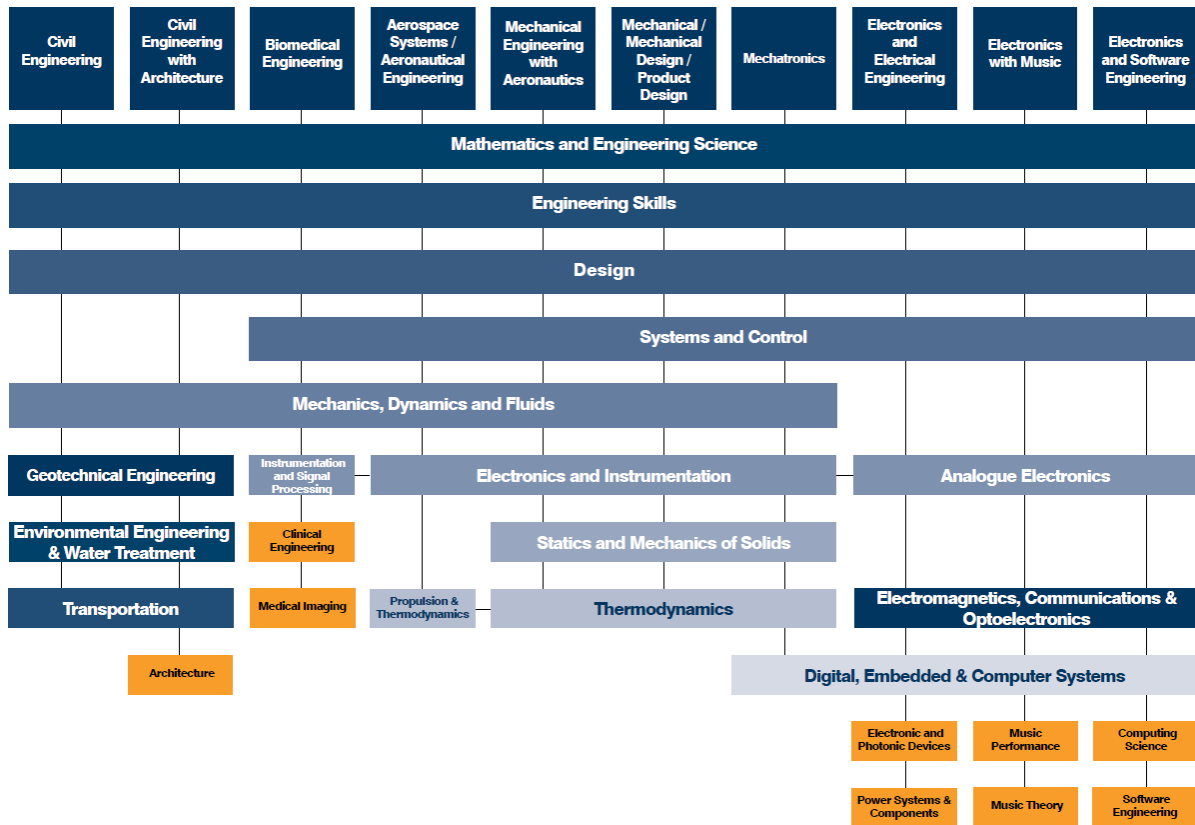 Civil
Engineering
Civil
Engineering
with
Architecture
Biomedical
Engineering
Aerospace
Systems /
Aeronautical
Engineering
Mechanical
Engineering
with
Aeronautics
Mechanical /
Mechanical
Design /
Product
Design
Mechatronics
Electronics
and
Electrical
Engineering
Electronics
with Music
Electronics
and Software
Engineering
Mathematics and Engineering Science
Engineering Skills
Design
Systems and Control
Mechanics, Dynamics and Fluids
Geotechnical Engineering
Instrumentation
and Signal
Processing
Electronics and Instrumentation
Analogue Electronics
Environmental Engineering
& Water Treatment
Clinical
Engineering
Statics and Mechanics of Solids
Transportation
Medical Imaging
Propulsion &
Thermodynamics
Thermodynamics
Electromagnetics, Communications &
Optoelectronics
Architecture
Digital, Embedded & Computer Systems
Electronic and
Photonic Devices
Music
Performance
Computing
Science
Power Systems &
Components
Music Theory
Software
Engineering